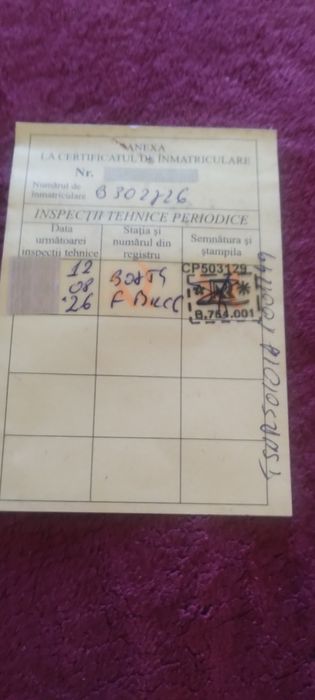 ANEXA
LA CERTIFICATUL DE ÎNMATRICULARE
Nr.
Numărul de
înmatriculare B 302726
INSPECȚII TEHNICE PERIODICE
Data
următoarei
inspecții tehnice
Stația și
numărul din
registru
Semnătura și
ștampila
12
08
26
CP503129
B.754.001